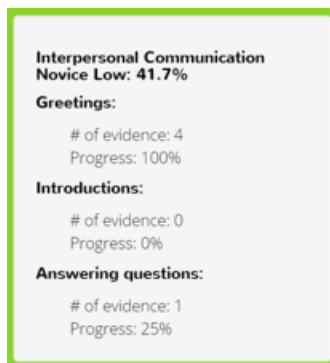 Interpersonal Communication
Novice Low: 41.7%
Greetings:
# of evidence: 4
Progress: 100%
Introductions:
# of evidence: 0
Progress: 0%
Answering questions:
# of evidence: 1
Progress: 25%